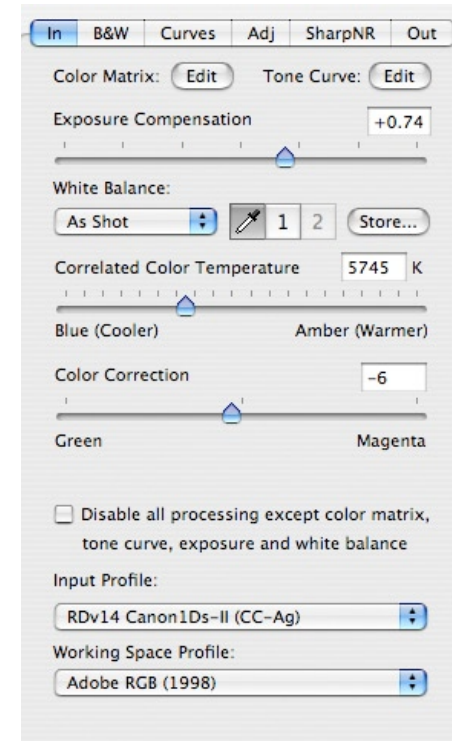 In B&W Curves Adj SharpNR Out
Color Matrix: Edit Tone Curve: Edit
Exposure Compensation +0.74
White Balance:
As Shot 1 2 Store...
Correlated Color Temperature 5745 K
Blue (Cooler) Amber (Warmer)
Color Correction -6
Green Magenta
Disable all processing except color matrix,
tone curve, exposure and white balance
Input Profile:
RDv14 Canon1Ds-II (CC-Ag)
Working Space Profile:
Adobe RGB (1998)